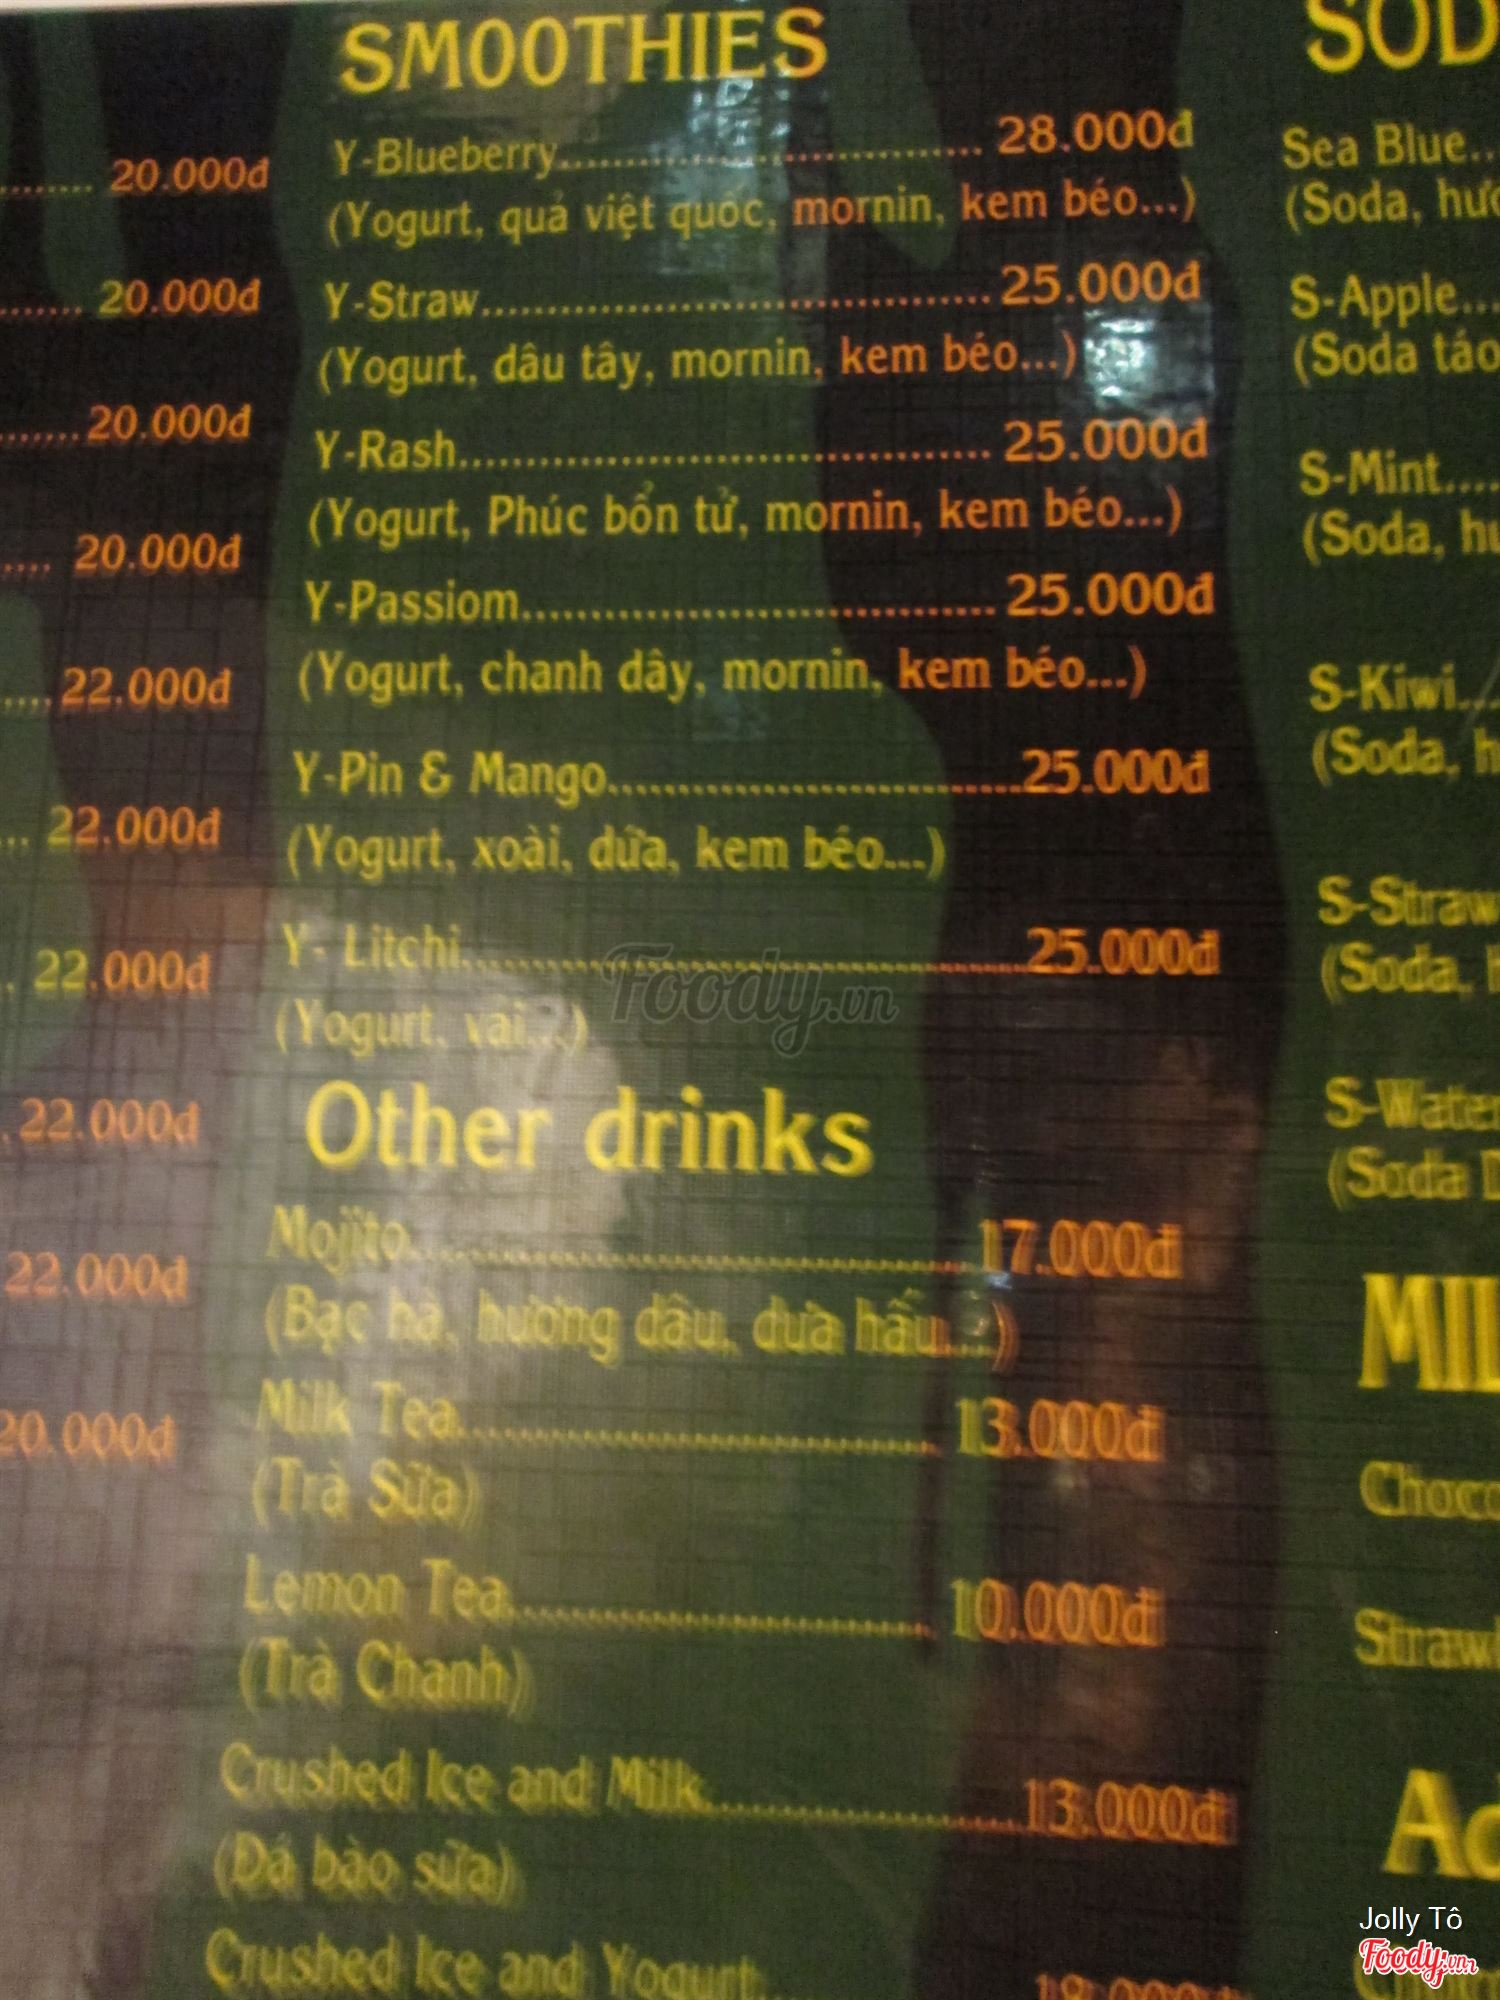 20.000đ
20.000đ
20.000đ
20.000đ
22.000đ
22.000đ
22.000đ
22.000đ
22.000đ
20.000đ
SMOOTHIES
Y-Blueberry.......................................... 28.000đ
(Yogurt, quả việt quốc, mornin, kem béo...)
Y-Straw.......................................... 25.000đ
(Yogurt, dâu tây, mornin, kem béo...)
Y-Rash.......................................... 25.000đ
(Yogurt, Phúc bổn tử, mornin, kem béo...)
Y-Passiom....................................... 25.000đ
(Yogurt, chanh dây, mornin, kem béo...)
Y-Pin & Mango..................................25.000đ
(Yogurt, xoài, dứa, kem béo...)
Y- Litchi..............................................25.000đ
(Yogurt, vải...)
Other drinks
Mojito............................................ 17.000đ
(Bạc hà, hương dâu, dưa hấu...)
Milk Tea........................................ 13.000đ
(Trà Sữa)
Lemon Tea................................... 10.000đ
(Trà Chanh)
Crushed Ice and Milk.........................13.000đ
(Đá bào sữa)
Crushed Ice and Yogurt
SOD
Sea Blue..
(Soda, hươ
S-Apple...
(Soda táo
S-Mint....
(Soda, hư
S-Kiwi...
(Soda, h
S-Straw
(Soda, h
S-Water
(Soda D
MIL
Choco
Straw
Ad
Foody.vn
Jolly Tô
Foody.vn